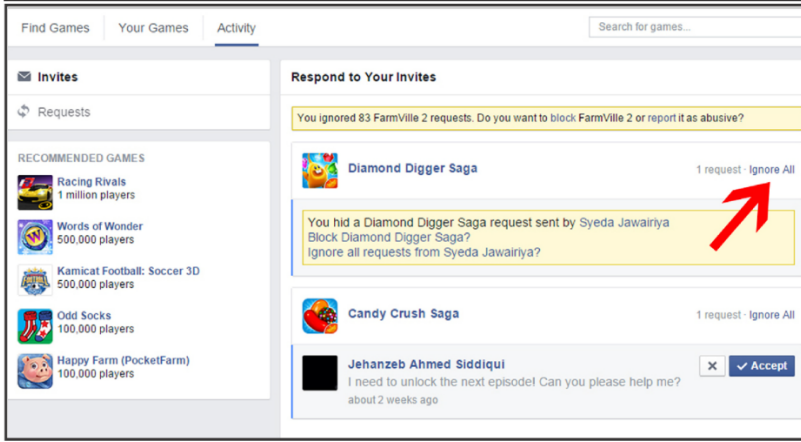 Find Games Your Games Activity
Search for games...
Invites
Requests
RECOMMENDED GAMES
Racing Rivals
1 million players
Words of Wonder
500,000 players
Kamicat Football: Soccer 3D
500,000 players
Odd Socks
100,000 players
Happy Farm (PocketFarm)
100,000 players
Respond to Your Invites
You ignored 83 FarmVille 2 requests. Do you want to block FarmVille 2 or report it as abusive?
Diamond Digger Saga 1 request · Ignore All
You hid a Diamond Digger Saga request sent by Syeda Jawairiya
Block Diamond Digger Saga?
Ignore all requests from Syeda Jawairiya?
Candy Crush Saga 1 request · Ignore All
Jehanzeb Ahmed Siddiqui Accept
I need to unlock the next episode! Can you please help me?
about 2 weeks ago